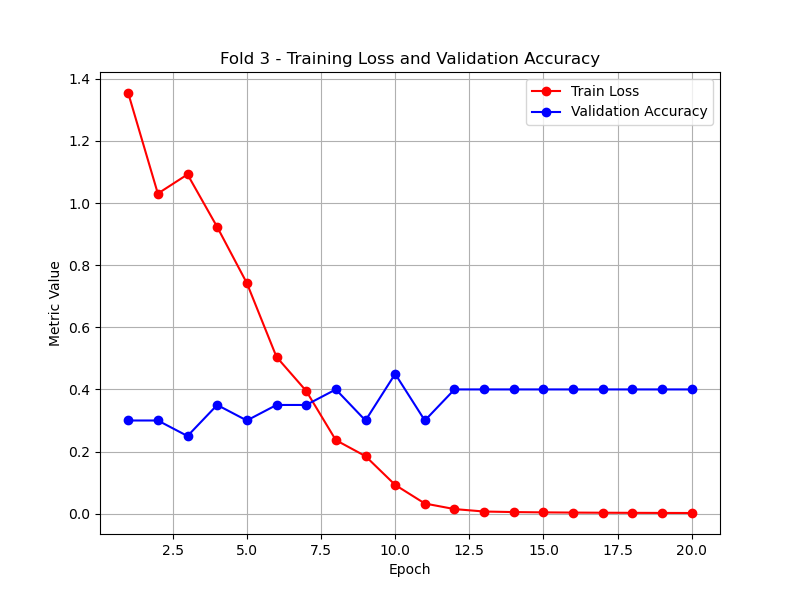 Fold 3 - Training Loss and Validation Accuracy
Train Loss
Validation Accuracy
Metric Value
1.4
1.2
1.0
0.8
0.6
0.4
0.2
0.0
2.5 5.0 7.5 10.0 12.5 15.0 17.5 20.0
Epoch